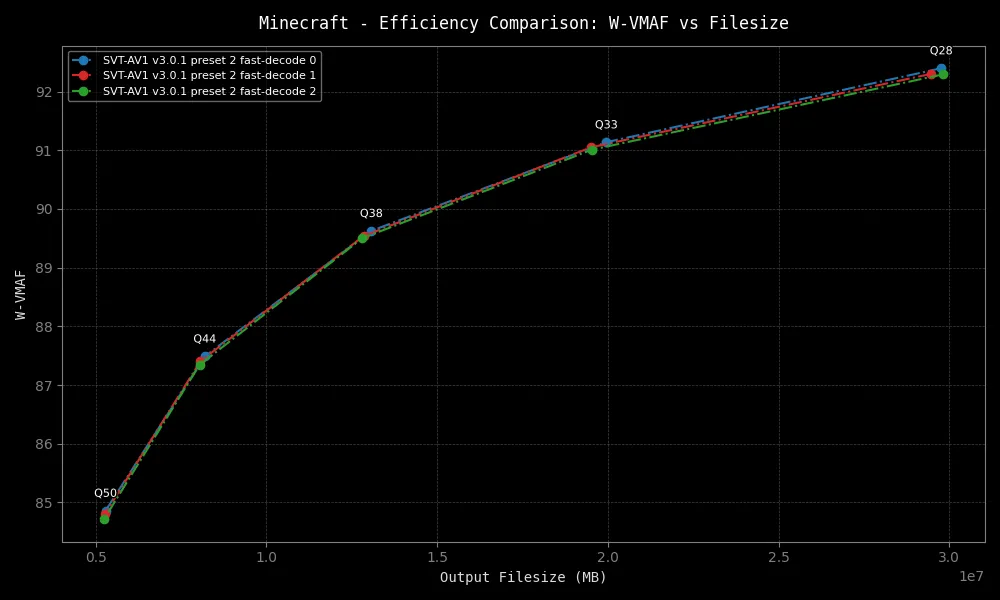 Minecraft - Efficiency Comparison: W-VMAF vs Filesize
SVT-AV1 v3.0.1 preset 2 fast-decode 0
SVT-AV1 v3.0.1 preset 2 fast-decode 1
SVT-AV1 v3.0.1 preset 2 fast-decode 2
Q28
Q33
Q38
Q44
Q50
W-VMAF
92
91
90
89
88
87
86
85
0.5 1.0 1.5 2.0 2.5 3.0
1e7
Output Filesize (MB)